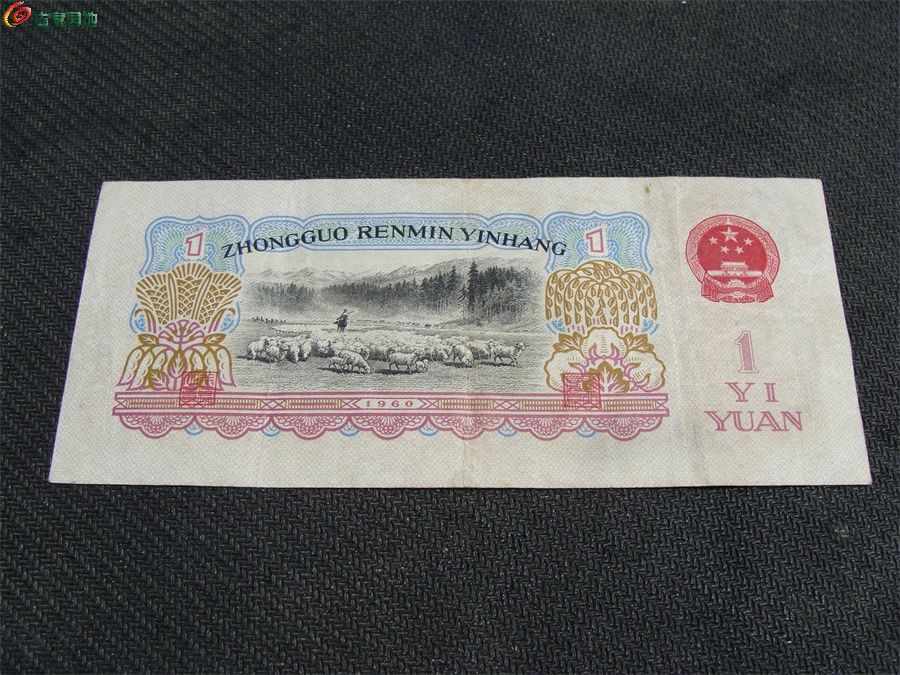 古泉园地
ZHONGGUO RENMIN YINHANG
1
1
1960
1
YI
YUAN